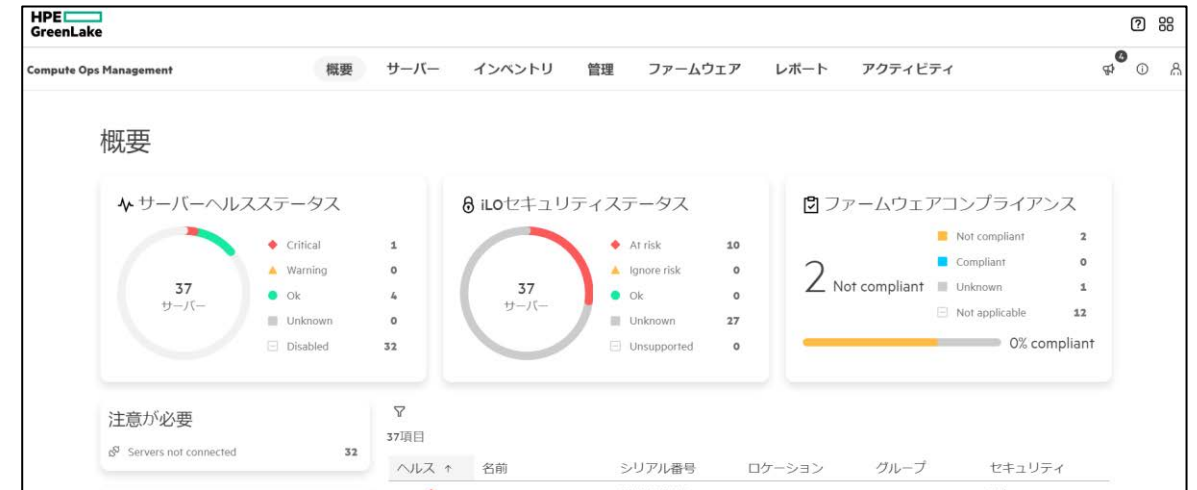 HPE
GreenLake
Compute Ops Management
概要 サーバー インベントリ 管理 ファームウェア レポート アクティビティ
4
概要
サーバーヘルスステータス
37
サーバー
Critical 1
Warning 0
Ok 4
Unknown 0
Disabled 32
iLOセキュリティステータス
37
サーバー
At risk 10
Ignore risk 0
Ok 0
Unknown 27
Unsupported 0
ファームウェアコンプライアンス
2 Not compliant
Not compliant 2
Compliant 0
Unknown 1
Not applicable 12
0% compliant
注意が必要
Servers not connected 32
37項目
ヘルス ↑ 名前 シリアル番号 ロケーション グループ セキュリティ